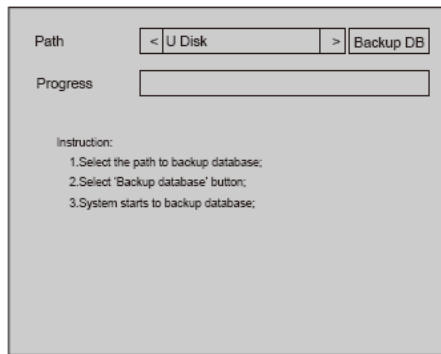 Path < U Disk > Backup DB
Progress
Instruction:
1.Select the path to backup database;
2.Select 'Backup database' button;
3.System starts to backup database;